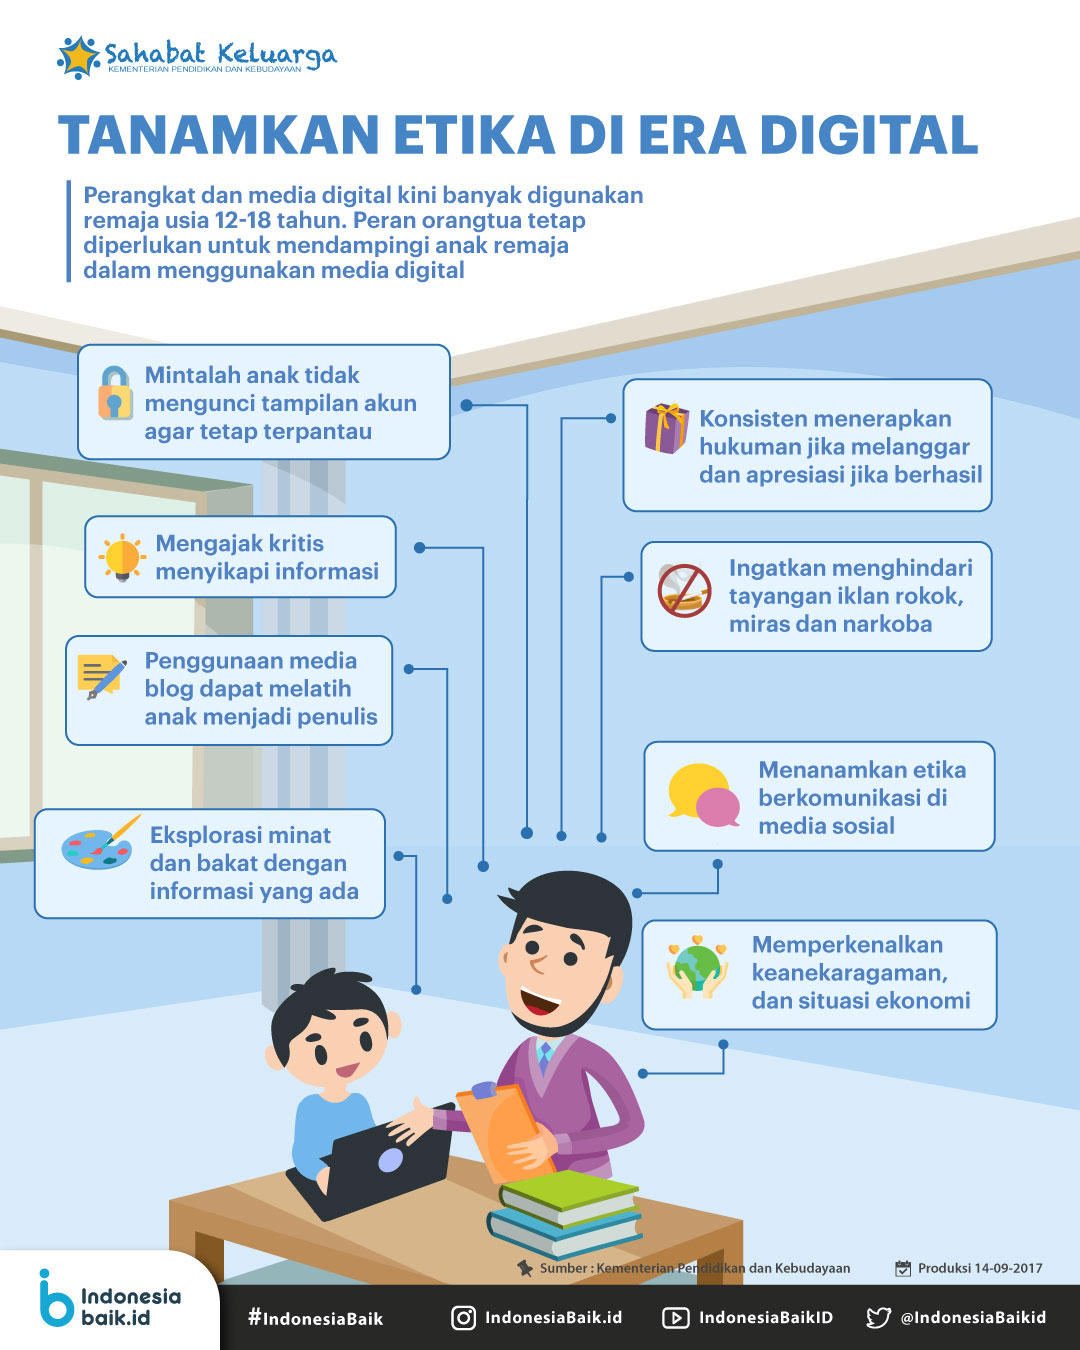 Sahabat Keluarga
KEMENTERIAN PENDIDIKAN DAN KEBUDAYAAN
TANAMKAN ETIKA DI ERA DIGITAL
Perangkat dan media digital kini banyak digunakan
remaja usia 12-18 tahun. Peran orangtua tetap
diperlukan untuk mendampingi anak remaja
dalam menggunakan media digital
Mintalah anak tidak
mengunci tampilan akun
agar tetap terpantau
Mengajak kritis
menyikapi informasi
Penggunaan media
blog dapat melatih
anak menjadi penulis
Eksplorasi minat
dan bakat dengan
informasi yang ada
Konsisten menerapkan
hukuman jika melanggar
dan apresiasi jika berhasil
Ingatkan menghindari
tayangan iklan rokok,
miras dan narkoba
Menanamkan etika
berkomunikasi di
media sosial
Memperkenalkan
keanekaragaman,
dan situasi ekonomi
Sumber : Kementerian Pendidikan dan Kebudayaan
Produksi 14-09-2017
Indonesia
baik.id
#IndonesiaBaik
IndonesiaBaik.id
IndonesiaBaikID
@IndonesiaBaikid